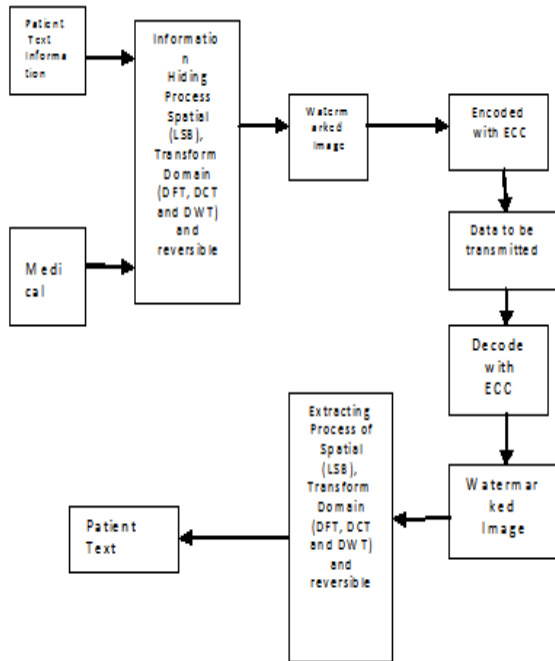 Patient
Text
Informa
tion
Informatio
n
Hiding
Process
Spatial
(LSB),
Transform
Domain
(DFT, DCT
and DWT)
and
reversible
Water
marked
Image
Encoded
with ECC
Data to be
transmitted
Medi
cal
Decode
with
ECC
Watermar
ked
Image
Extracting
Process of
Spatial
(LSB),
Transform
Domain
(DFT, DCT
and DWT)
and
reversible
Patient
Text